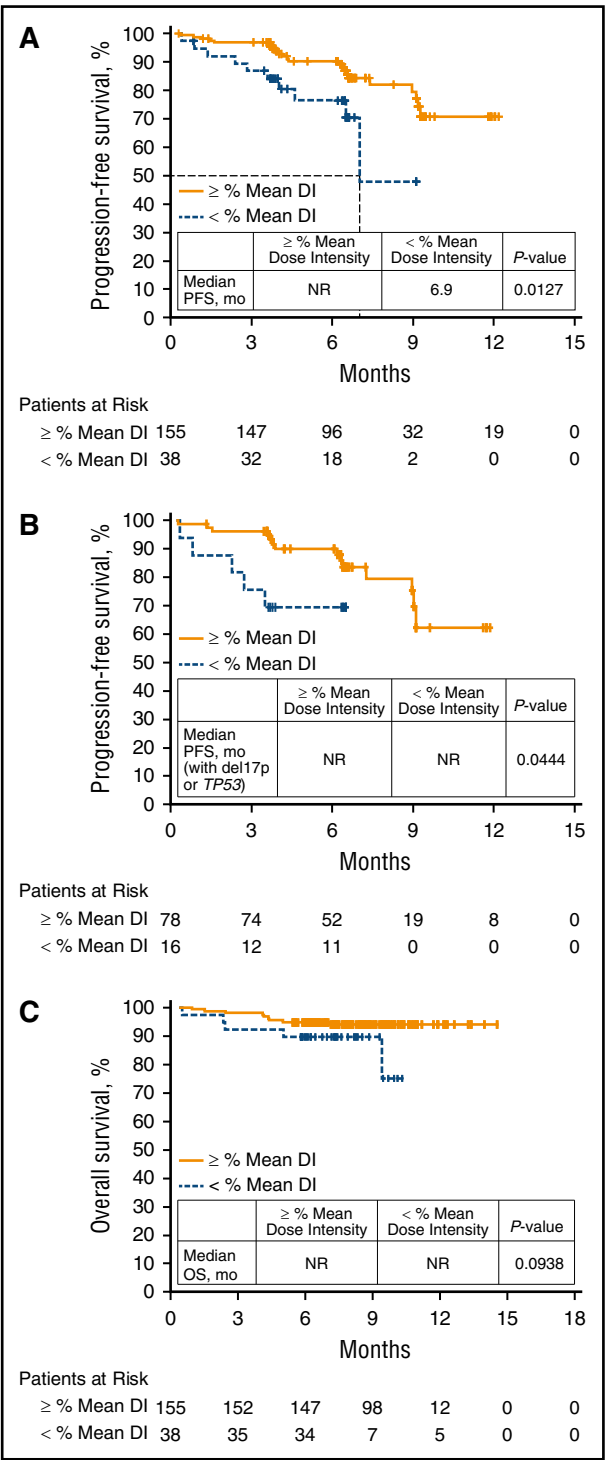 A
Progression-free survival, %
100
90
80
70
60
50
40
30
20
10
0
≥ % Mean DI
< % Mean DI
≥ % Mean Dose Intensity
< % Mean Dose Intensity
P-value
Median PFS, mo
NR
6.9
0.0127
0 3 6 9 12 15
Months
Patients at Risk
≥ % Mean DI 155 147 96 32 19 0
< % Mean DI 38 32 18 2 0 0
B
Progression-free survival, %
100
90
80
70
60
50
40
30
20
10
0
≥ % Mean DI
< % Mean DI
≥ % Mean Dose Intensity
< % Mean Dose Intensity
P-value
Median PFS, mo (with del17p or TP53)
NR
NR
0.0444
0 3 6 9 12 15
Months
Patients at Risk
≥ % Mean DI 78 74 52 19 8 0
< % Mean DI 16 12 11 0 0 0
C
Overall survival, %
100
90
80
70
60
50
40
30
20
10
0
≥ % Mean DI
< % Mean DI
≥ % Mean Dose Intensity
< % Mean Dose Intensity
P-value
Median OS, mo
NR
NR
0.0938
0 3 6 9 12 15 18
Months
Patients at Risk
≥ % Mean DI 155 152 147 98 12 0 0
< % Mean DI 38 35 34 7 5 0 0